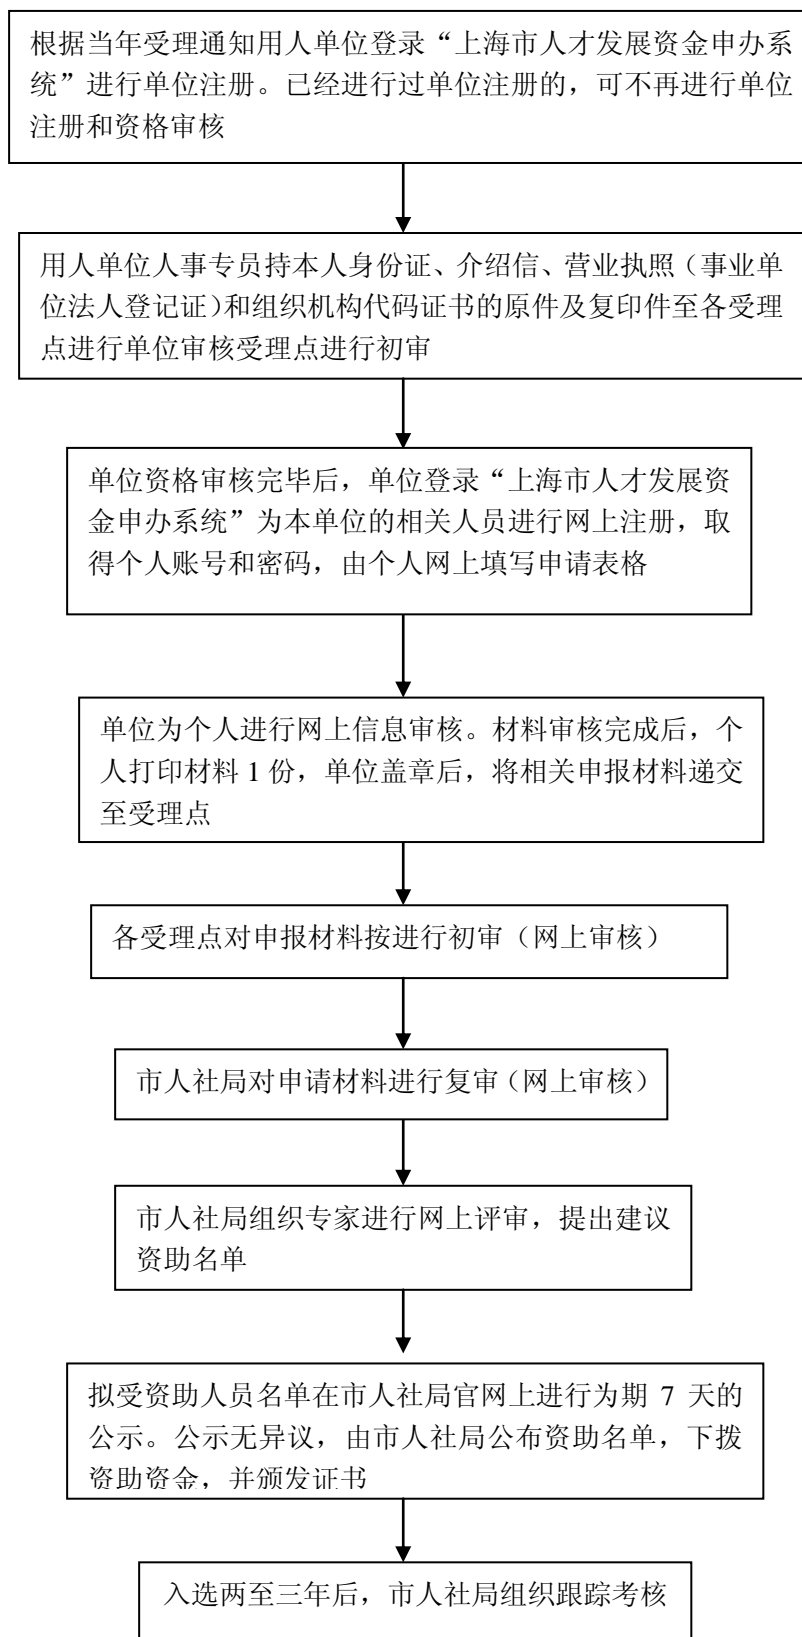 根据当年受理通知用人单位登录“上海市人才发展资金申办系
统”进行单位注册。已经进行过单位注册的，可不再进行单位
注册和资格审核
用人单位人事专员持本人身份证、介绍信、营业执照（事业单
位法人登记证）和组织机构代码证书的原件及复印件至各受理
点进行单位审核受理点进行初审
单位资格审核完毕后，单位登录“上海市人才发展资
金申办系统”为本单位的相关人员进行网上注册，取
得个人账号和密码，由个人网上填写申请表格
单位为个人进行网上信息审核。材料审核完成后，个
人打印材料 1 份，单位盖章后，将相关申报材料递交
至受理点
各受理点对申报材料按进行初审（网上审核）
市人社局对申请材料进行复审（网上审核）
市人社局组织专家进行网上评审，提出建议
资助名单
拟受资助人员名单在市人社局官网上进行为期 7 天的
公示。公示无异议，由市人社局公布资助名单，下拨
资助资金，并颁发证书
入选两至三年后，市人社局组织跟踪考核